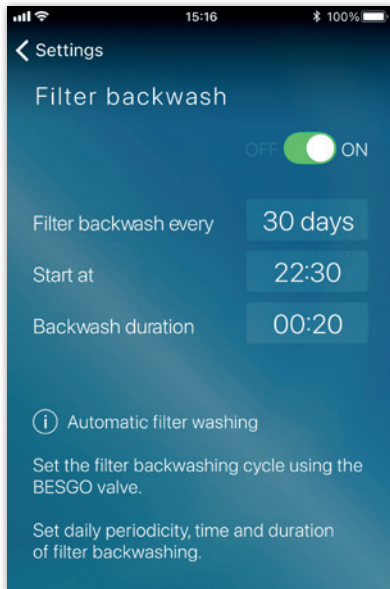 15:16 100%
Settings
Filter backwash
OFF ON
Filter backwash every 30 days
Start at 22:30
Backwash duration 00:20
i Automatic filter washing
Set the filter backwashing cycle using the
BESGO valve.
Set daily periodicity, time and duration
of filter backwashing.